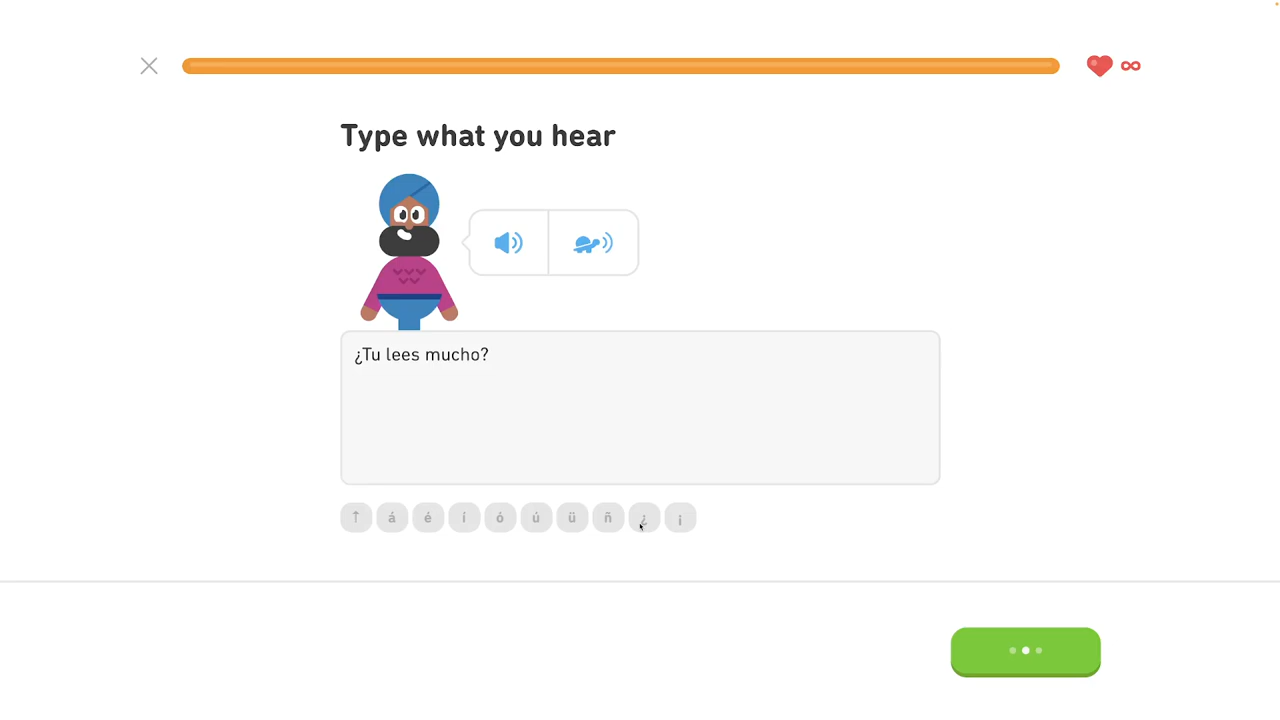 Type what you hear
¿Tu lees mucho?
↑ á é í ó ú ü ñ ¿ ¡